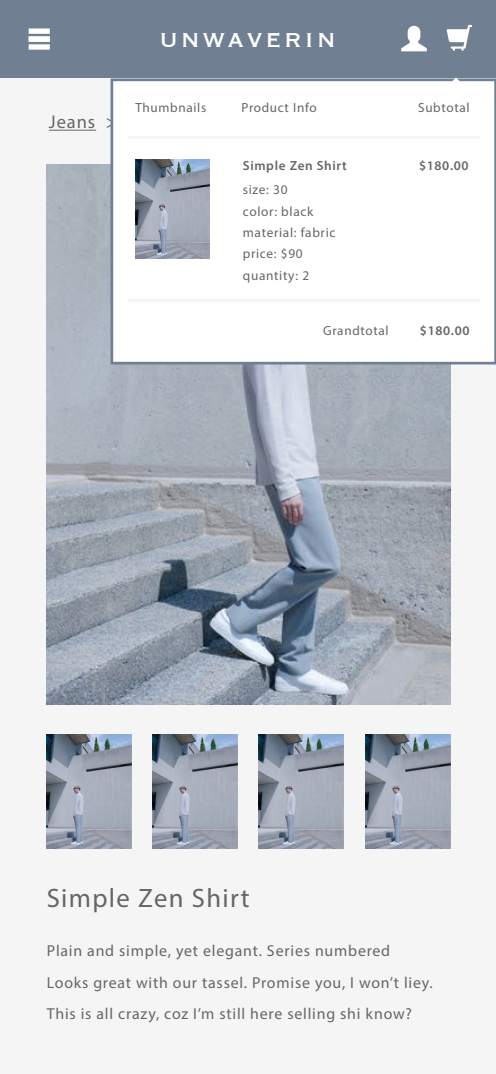 UNWAVERIN
Thumbnails Product Info Subtotal
Jeans >
Simple Zen Shirt $180.00
size: 30
color: black
material: fabric
price: $90
quantity: 2
Grandtotal $180.00
Simple Zen Shirt
Plain and simple, yet elegant. Series numbered
Looks great with our tassel. Promise you, I won’t liey.
This is all crazy, coz I’m still here selling shi know?